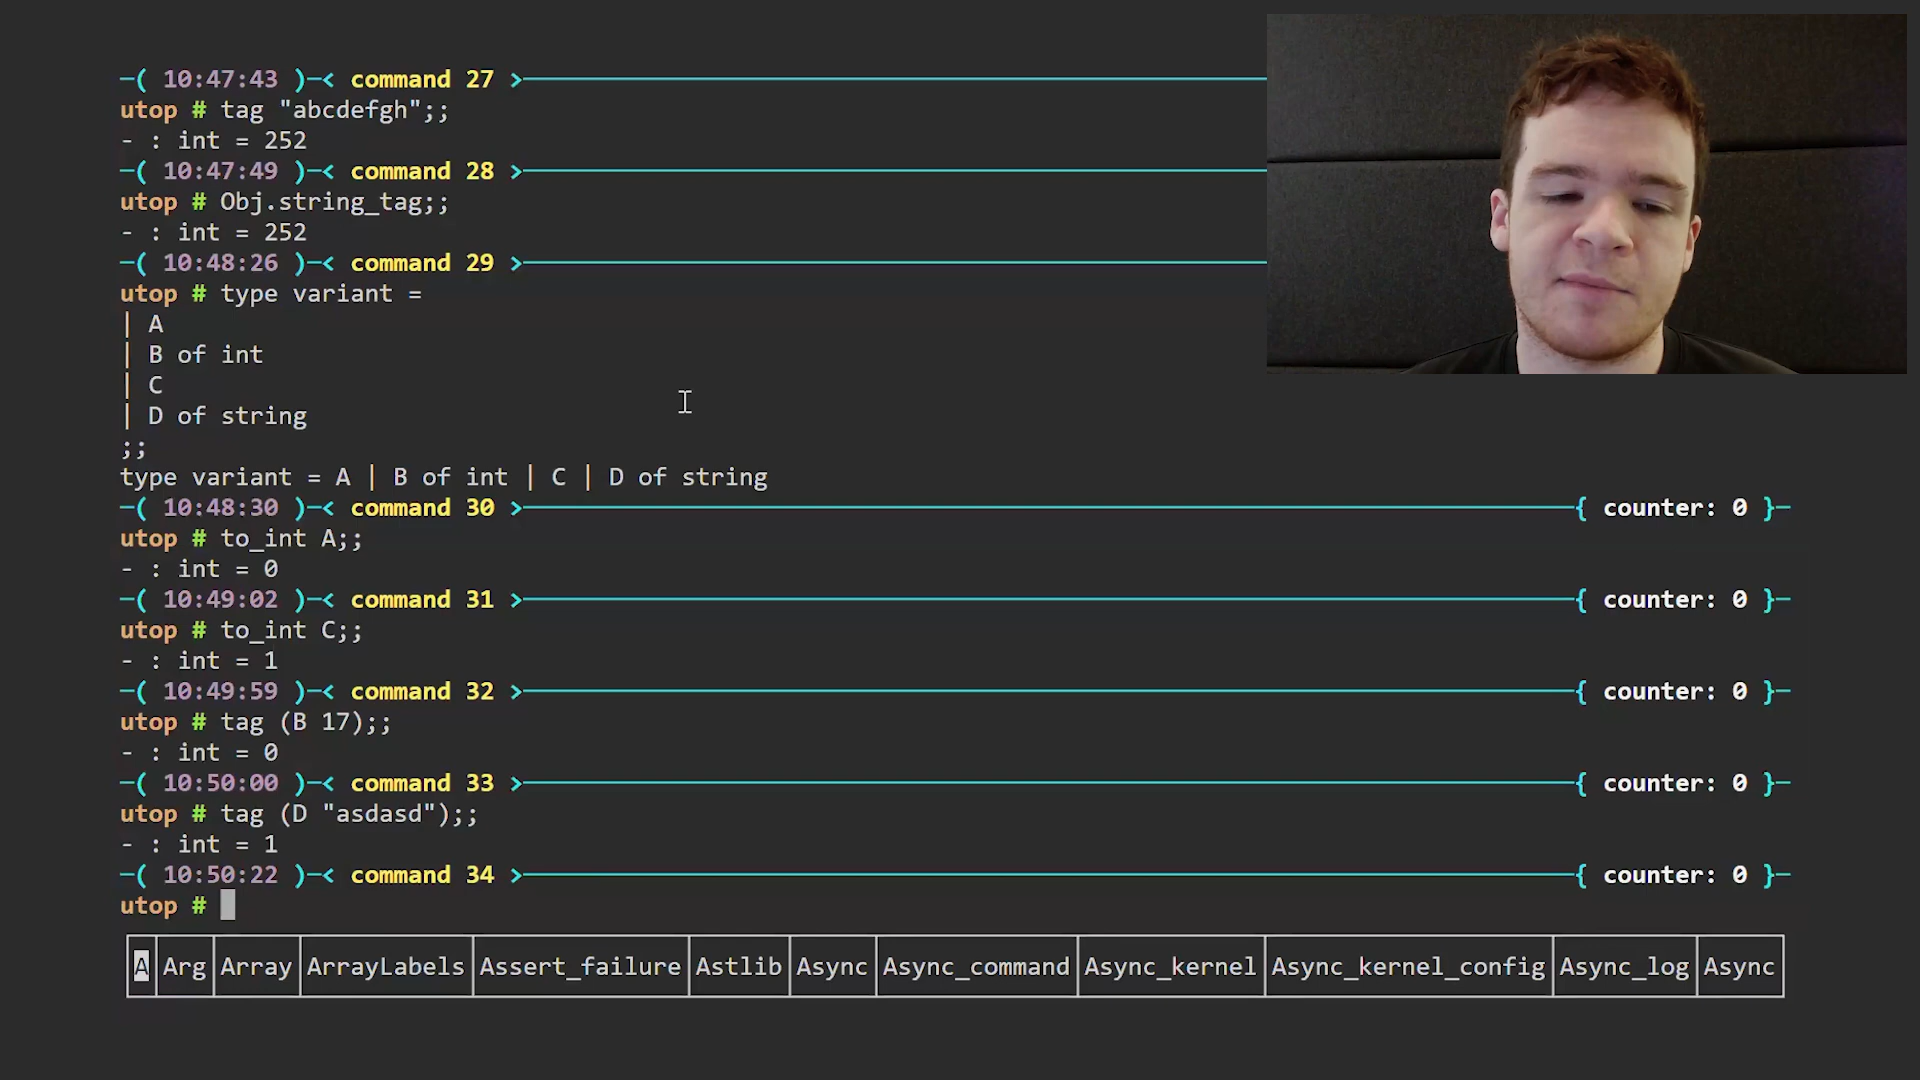 ─( 10:47:43 )─< command 27 >─
utop # tag "abcdefgh";;
- : int = 252
─( 10:47:49 )─< command 28 >─
utop # Obj.string_tag;;
- : int = 252
─( 10:48:26 )─< command 29 >─
utop # type variant =
| A
| B of int
| C
| D of string
;;
type variant = A | B of int | C | D of string
─( 10:48:30 )─< command 30 >─{ counter: 0 }─
utop # to_int A;;
- : int = 0
─( 10:49:02 )─< command 31 >─{ counter: 0 }─
utop # to_int C;;
- : int = 1
─( 10:49:59 )─< command 32 >─{ counter: 0 }─
utop # tag (B 17);;
- : int = 0
─( 10:50:00 )─< command 33 >─{ counter: 0 }─
utop # tag (D "asdasd");;
- : int = 1
─( 10:50:22 )─< command 34 >─{ counter: 0 }─
utop #
A│Arg│Array│ArrayLabels│Assert_failure│Astlib│Async│Async_command│Async_kernel│Async_kernel_config│Async_log│Async